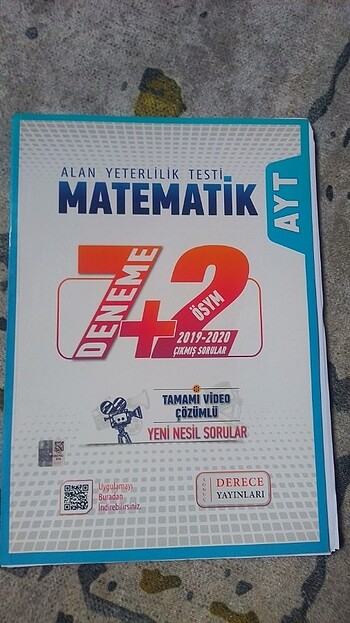 ALAN YETERLİLİK TESTİ
MATEMATİK
AYT
7+2
DENEME
ÖSYM
2019-2020
ÇIKMIŞ SORULAR
TAMAMI VİDEO
ÇÖZÜMLÜ
YENİ NESİL SORULAR
Uygulamayı
Buradan
İndirebilirsiniz.
DERECE
YAYINLARI